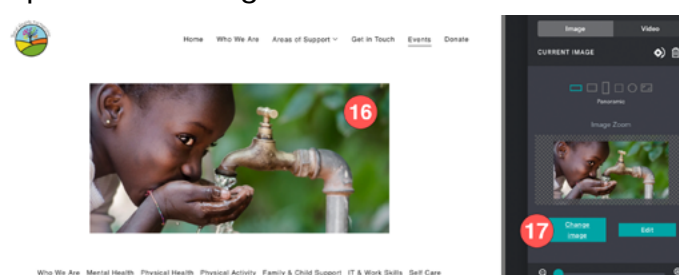 Home Who We Are Areas of Support Get in Touch Events Donate
16
Who We Are Mental Health Physical Health Physical Activity Family & Child Support IT & Work Skills Self Care
Image Video
CURRENT IMAGE
Panoramic
Image Zoom
17
Change
Image
Edit